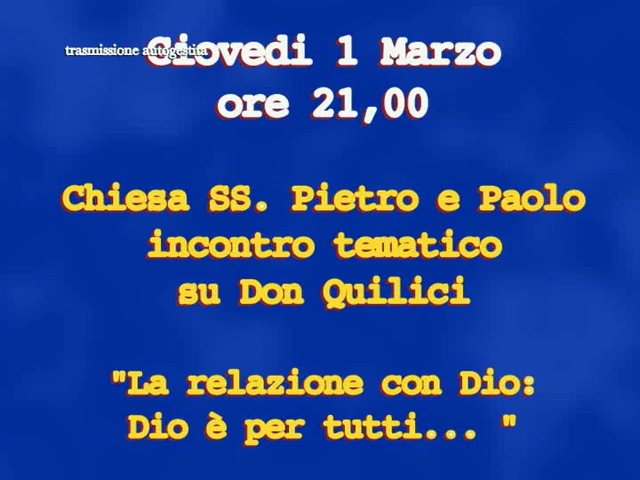 trasmissione autogestita
Giovedi 1 Marzo
ore 21,00
Chiesa SS. Pietro e Paolo
incontro tematico
su Don Quilici
"La relazione con Dio:
Dio è per tutti... "